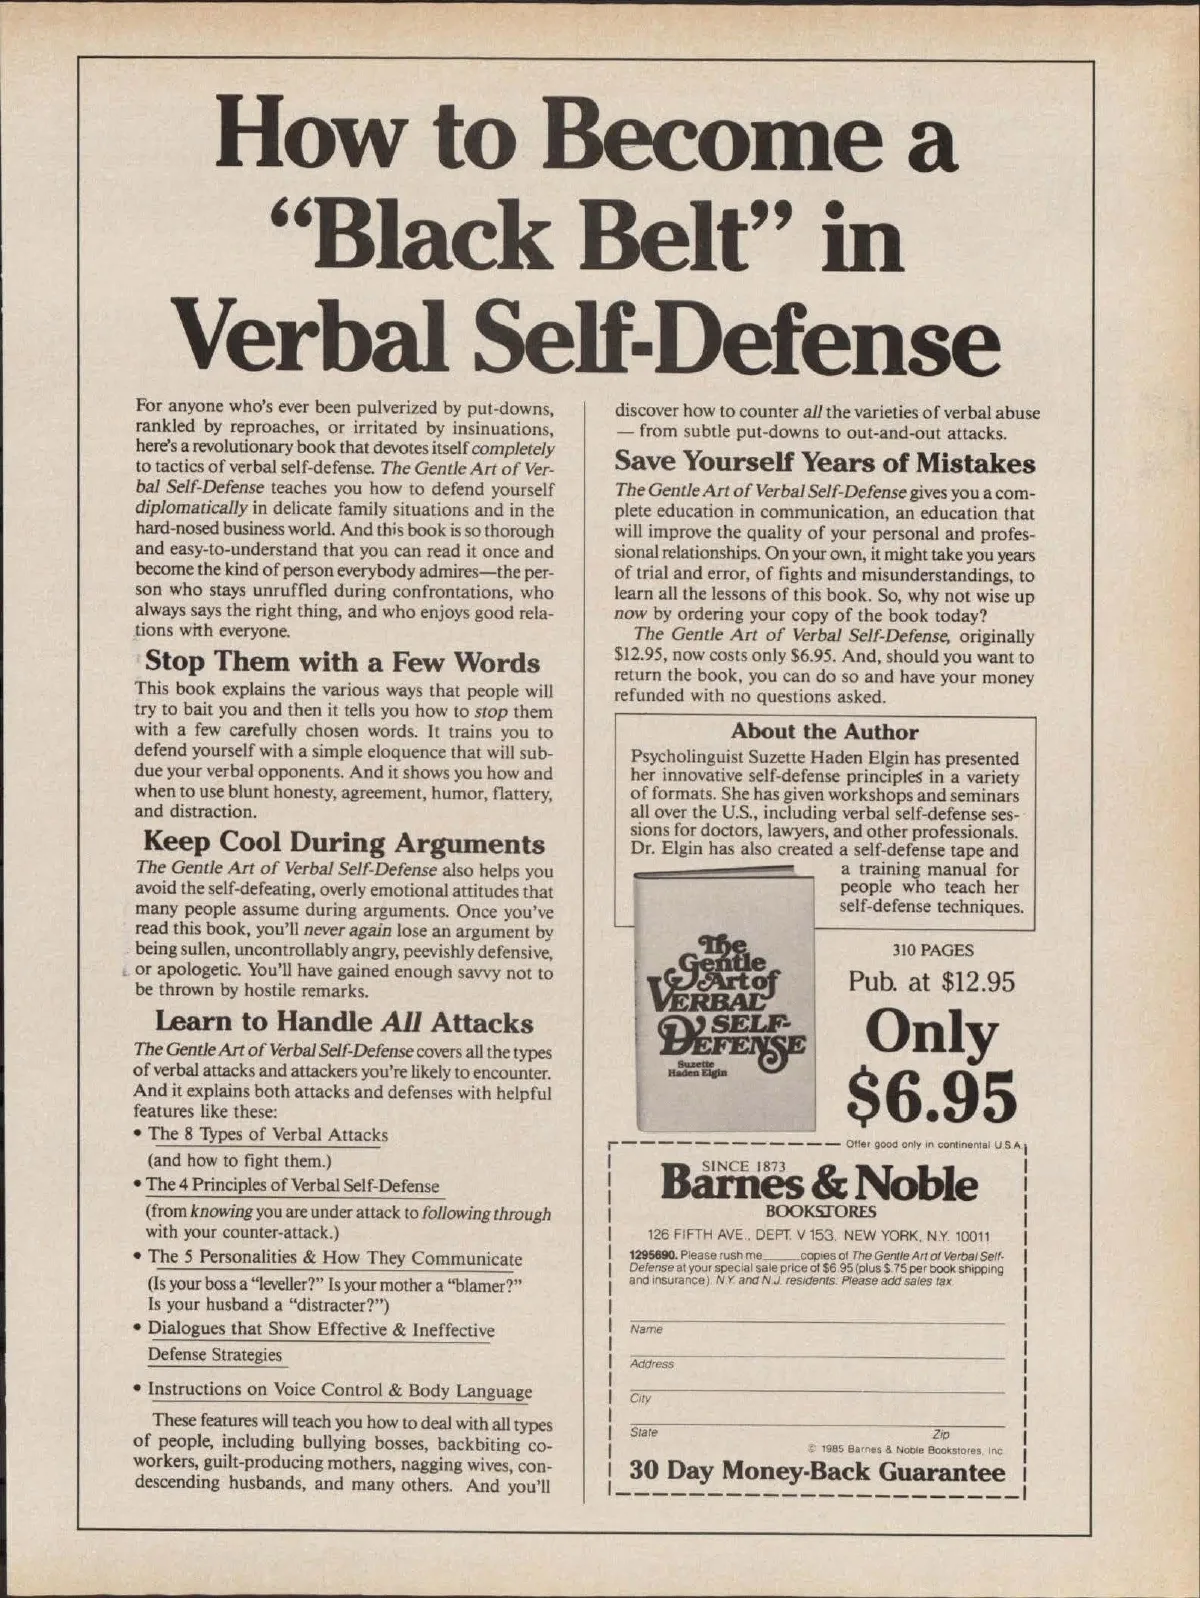 How to Become a
“Black Belt” in
Verbal Self-Defense
For anyone who's ever been pulverized by put-downs,
rankled by reproaches, or irritated by insinuations,
here's a revolutionary book that devotes itself completely
to tactics of verbal self-defense. The Gentle Art of Ver-
bal Self-Defense teaches you how to defend yourself
diplomatically in delicate family situations and in the
hard-nosed business world. And this book is so thorough
and easy-to-understand that you can read it once and
become the kind of person everybody admires—the per-
son who stays unruffled during confrontations, who
always says the right thing, and who enjoys good rela-
tions with everyone.
Stop Them with a Few Words
This book explains the various ways that people will
try to bait you and then it tells you how to stop them
with a few carefully chosen words. It trains you to
defend yourself with a simple eloquence that will sub-
due your verbal opponents. And it shows you how and
when to use blunt honesty, agreement, humor, flattery,
and distraction.
Keep Cool During Arguments
The Gentle Art of Verbal Self-Defense also helps you
avoid the self-defeating, overly emotional attitudes that
many people assume during arguments. Once you've
read this book, you'll never again lose an argument by
being sullen, uncontrollably angry, peevishly defensive,
or apologetic. You'll have gained enough savvy not to
be thrown by hostile remarks.
Learn to Handle All Attacks
The Gentle Art of Verbal Self-Defense covers all the types
of verbal attacks and attackers you're likely to encounter.
And it explains both attacks and defenses with helpful
features like these:
• The 8 Types of Verbal Attacks
(and how to fight them.)
• The 4 Principles of Verbal Self-Defense
(from knowing you are under attack to following through
with your counter-attack.)
• The 5 Personalities & How They Communicate
(Is your boss a “leveller?” Is your mother a “blamer?”
Is your husband a “distracter?”)
• Dialogues that Show Effective & Ineffective
Defense Strategies
• Instructions on Voice Control & Body Language
These features will teach you how to deal with all types
of people, including bullying bosses, backbiting co-
workers, guilt-producing mothers, nagging wives, con-
descending husbands, and many others. And you'll
discover how to counter all the varieties of verbal abuse
— from subtle put-downs to out-and-out attacks.
Save Yourself Years of Mistakes
The Gentle Art of Verbal Self-Defense gives you a com-
plete education in communication, an education that
will improve the quality of your personal and profes-
sional relationships. On your own, it might take you years
of trial and error, of fights and misunderstandings, to
learn all the lessons of this book. So, why not wise up
now by ordering your copy of the book today?
The Gentle Art of Verbal Self-Defense, originally
$12.95, now costs only $6.95. And, should you want to
return the book, you can do so and have your money
refunded with no questions asked.
About the Author
Psycholinguist Suzette Haden Elgin has presented
her innovative self-defense principles in a variety
of formats. She has given workshops and seminars
all over the U.S., including verbal self-defense ses-
sions for doctors, lawyers, and other professionals.
Dr. Elgin has also created a self-defense tape and
a training manual for
people who teach her
self-defense techniques.
The
Gentle
Art of
VERBAL
SELF-
DEFENSE
Suzette
Haden Elgin
310 PAGES
Pub. at $12.95
Only
$6.95
Offer good only in continental U.S.A.
SINCE 1873
Barnes & Noble
BOOKSTORES
126 FIFTH AVE., DEPT. V 153, NEW YORK, N.Y. 10011
1295690. Please rush me_____copies of The Gentle Art of Verbal Self-
Defense at your special sale price of $6.95 (plus $.75 per book shipping
and insurance). N.Y. and N.J. residents: Please add sales tax.
Name
Address
City
State Zip
© 1985 Barnes & Noble Bookstores, Inc.
30 Day Money-Back Guarantee